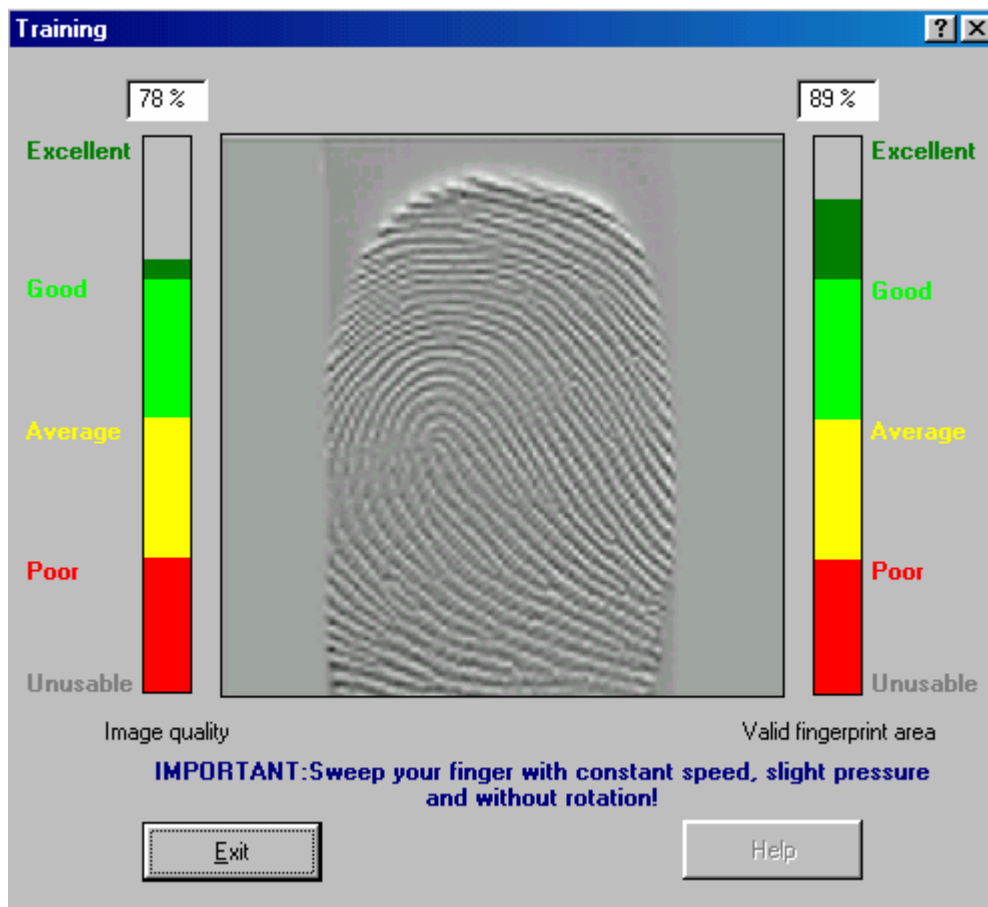 Training
78 %
89 %
Excellent
Excellent
Good
Good
Average
Average
Poor
Poor
Unusable
Unusable
Image quality
Valid fingerprint area
IMPORTANT:Sweep your finger with constant speed, slight pressure
and without rotation!
Exit
Help